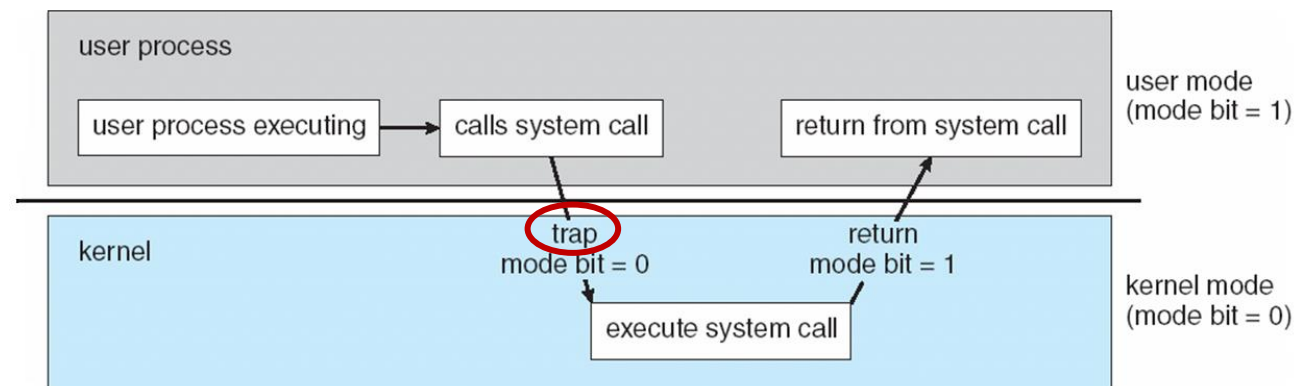 user process
user process executing
calls system call
return from system call
user mode
(mode bit = 1)
kernel
trap
mode bit = 0
return
mode bit = 1
execute system call
kernel mode
(mode bit = 0)